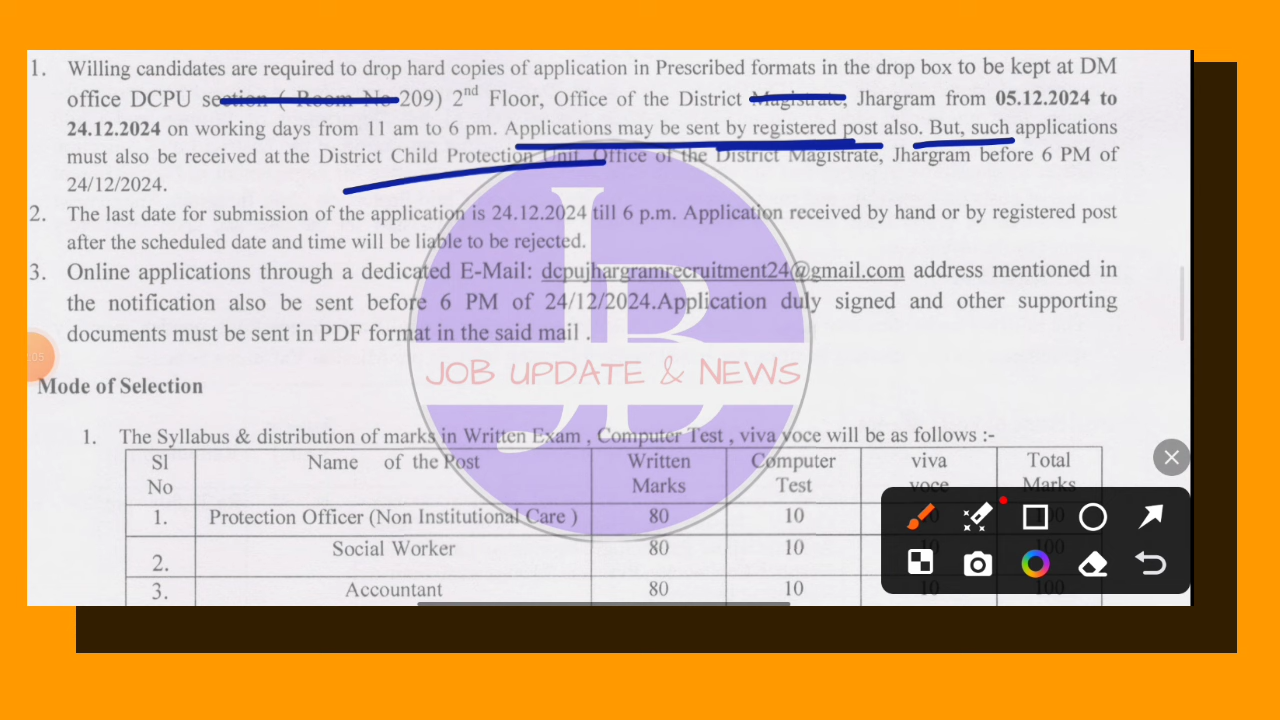 1. Willing candidates are required to drop hard copies of application in Prescribed formats in the drop box to be kept at DM
office DCPU section ( Room No 209) 2nd Floor, Office of the District Magistrate, Jhargram from 05.12.2024 to
24.12.2024 on working days from 11 am to 6 pm. Applications may be sent by registered post also. But, such applications
must also be received at the District Child Protection Unit Office of the District Magistrate, Jhargram before 6 PM of
24/12/2024.
2. The last date for submission of the application is 24.12.2024 till 6 p.m. Application received by hand or by registered post
after the scheduled date and time will be liable to be rejected.
3. Online applications through a dedicated E-Mail: dcpujhargramrecruitment24@gmail.com address mentioned in
the notification also be sent before 6 PM of 24/12/2024.Application duly signed and other supporting
documents must be sent in PDF format in the said mail .
:05
JB
JOB UPDATE & NEWS
Mode of Selection
1. The Syllabus & distribution of marks in Written Exam , Computer Test , viva voce will be as follows :-
Sl No Name of the Post Written Marks Computer Test viva voce Total Marks
1. Protection Officer (Non Institutional Care ) 80 10 10 100
2. Social Worker 80 10 10 100
3. Accountant 80 10 10 100